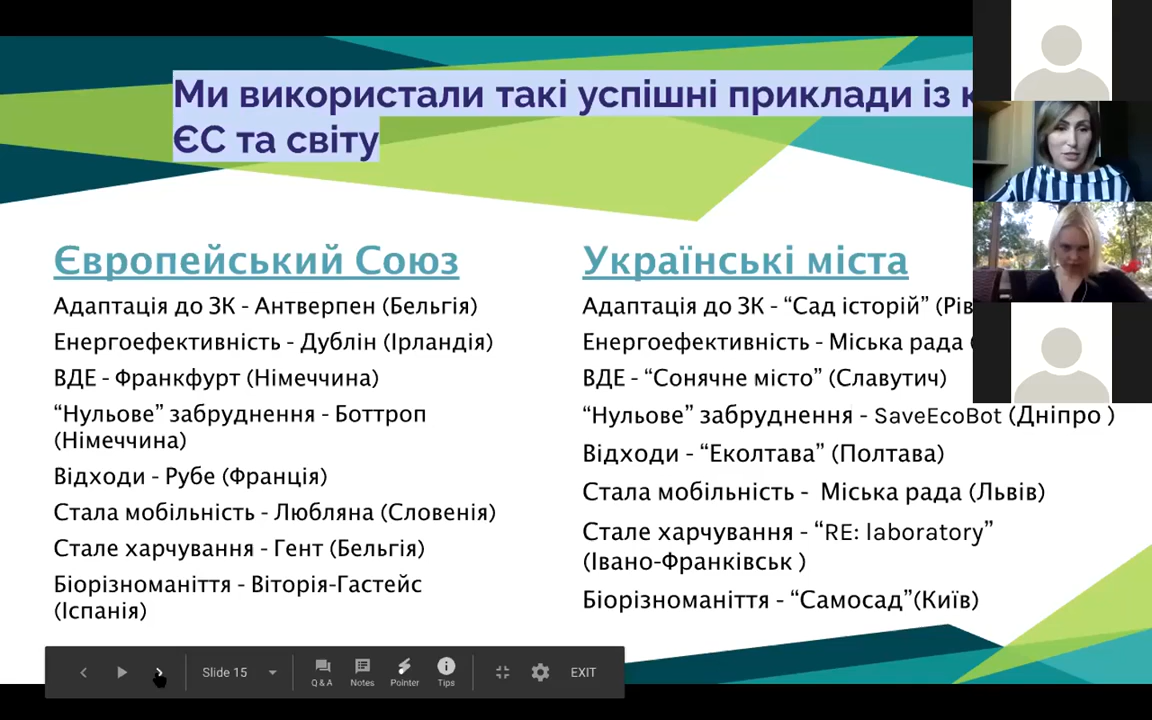 Ми використали такі успішні приклади із
ЄС та світу
Європейський Союз
Адаптація до ЗК - Антверпен (Бельгія)
Енергоефективність - Дублін (Ірландія)
ВДЕ - Франкфурт (Німеччина)
“Нульове” забруднення - Боттроп
(Німеччина)
Відходи - Рубе (Франція)
Стала мобільність - Любляна (Словенія)
Стале харчування - Гент (Бельгія)
Біорізноманіття - Віторія-Гастейс
(Іспанія)
Українські міста
Адаптація до ЗК - “Сад історій”
Енергоефективність - Міська рада
ВДЕ - “Сонячне місто” (Славутич)
“Нульове” забруднення - SaveEcoBot (Дніпро )
Відходи - “Еколтава” (Полтава)
Стала мобільність -  Міська рада (Львів)
Стале харчування - “RE: laboratory”
(Івано-Франківськ )
Біорізноманіття - “Самосад”(Київ)
Slide 15
Q & A
Notes
Pointer
Tips
EXIT